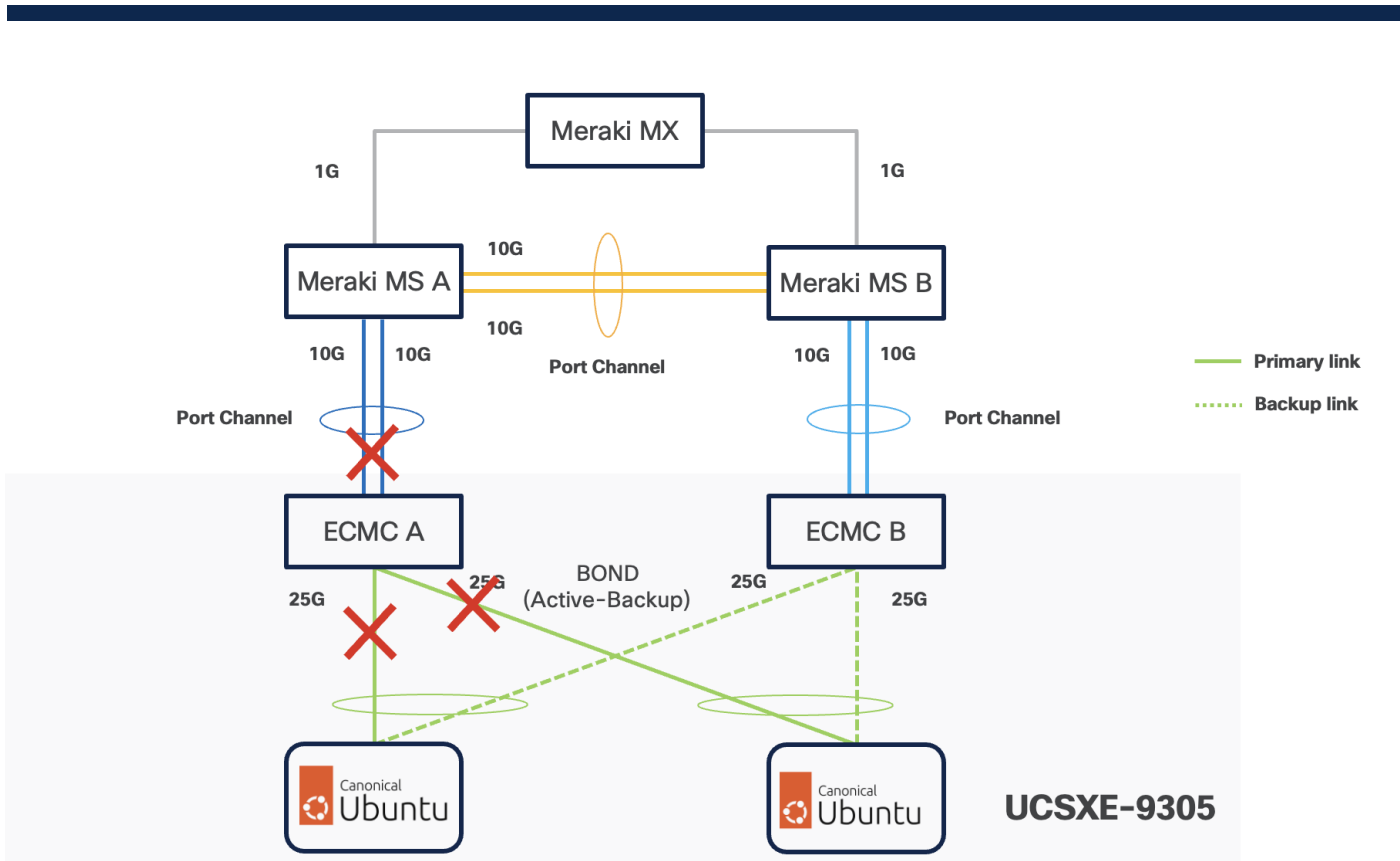 Meraki MX
1G
1G
10G
Meraki MS A
Meraki MS B
10G
10G
10G
Port Channel
10G
10G
Primary link
Port Channel
Port Channel
Backup link
ECMC A
ECMC B
25G
25G
BOND
(Active-Backup)
25G
25G
Canonical
Ubuntu
Canonical
Ubuntu
UCSXE-9305